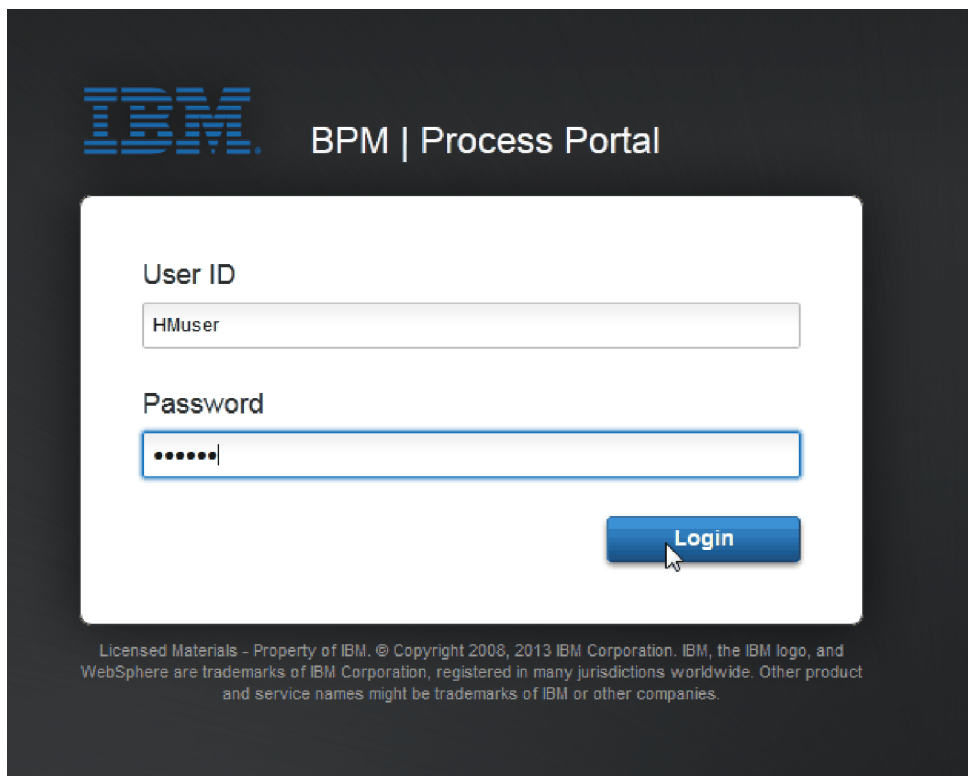 IBM.
BPM | Process Portal
User ID
HMuser
Password
••••••
Login
Licensed Materials - Property of IBM. © Copyright 2008, 2013 IBM Corporation. IBM, the IBM logo, and
WebSphere are trademarks of IBM Corporation, registered in many jurisdictions worldwide. Other product
and service names might be trademarks of IBM or other companies.